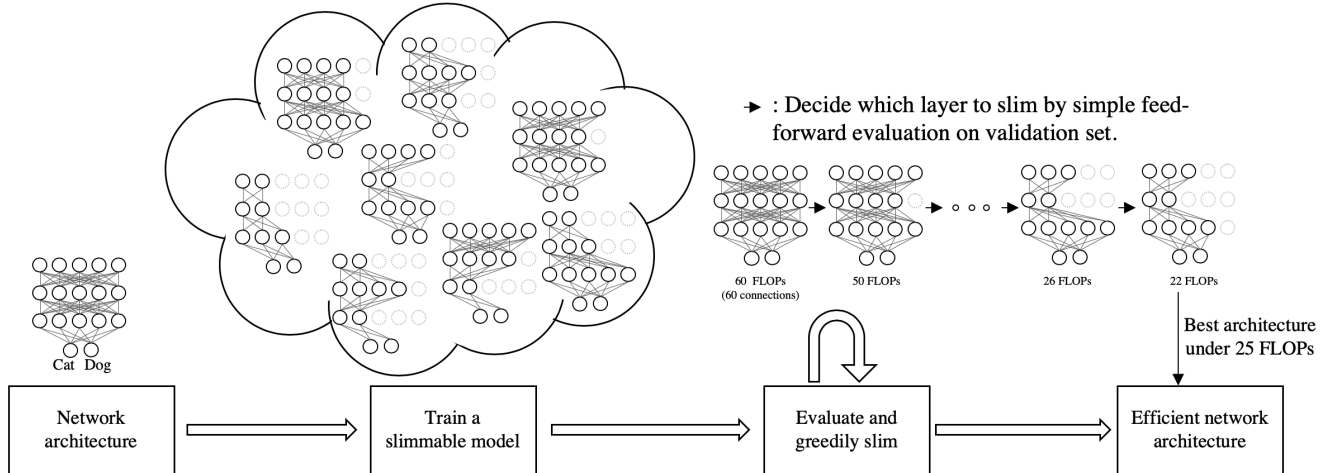 : Decide which layer to slim by simple feed-
forward evaluation on validation set.
60 FLOPs
(60 connections)
50 FLOPs
26 FLOPs
22 FLOPs
Cat Dog
Best architecture
under 25 FLOPs
Network
architecture
Train a
slimmable model
Evaluate and
greedily slim
Efficient network
architecture